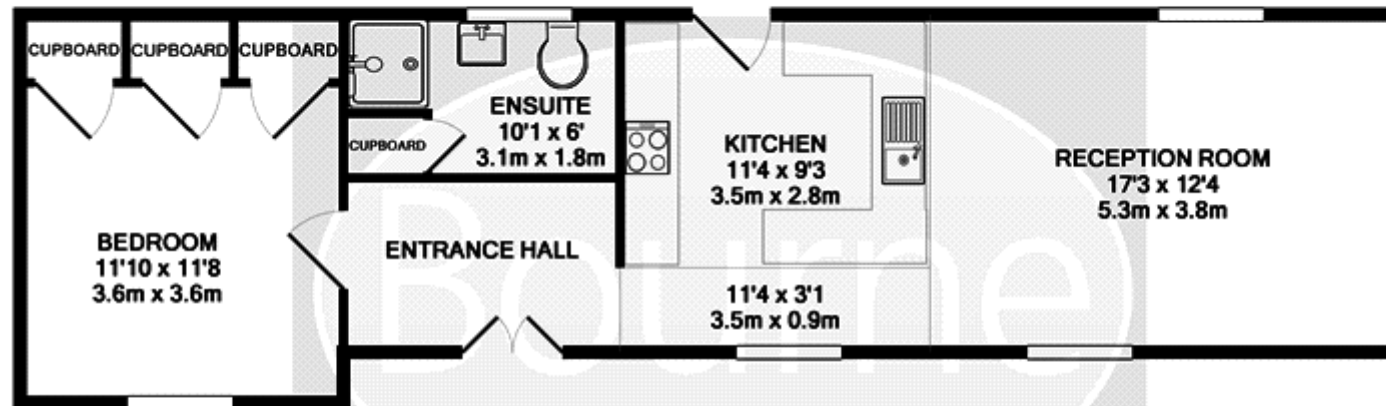 CUPBOARD
CUPBOARD
CUPBOARD
ENSUITE
10'1 x 6'
3.1m x 1.8m
CUPBOARD
KITCHEN
11'4 x 9'3
3.5m x 2.8m
RECEPTION ROOM
17'3 x 12'4
5.3m x 3.8m
BEDROOM
11'10 x 11'8
3.6m x 3.6m
ENTRANCE HALL
11'4 x 3'1
3.5m x 0.9m
Bourne